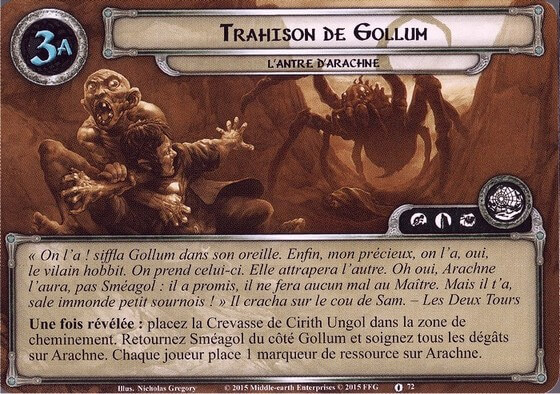 3A
Trahison de Gollum
L'antre d'Arachne
« On l'a ! siffla Gollum dans son oreille. Enfin, mon précieux, on l'a, oui,
le vilain hobbit. On prend celui-ci. Elle attrapera l'autre. Oh oui, Arachne
l'aura, pas Sméagol : il a promis, il ne fera aucun mal au Maître. Mais il t'a,
sale immonde petit sournois ! » Il cracha sur le cou de Sam. – Les Deux Tours
Une fois révélée : placez la Crevasse de Cirith Ungol dans la zone de
cheminement. Retournez Sméagol du côté Gollum et soignez tous les dégâts
sur Arachne. Chaque joueur place 1 marqueur de ressource sur Arachne.
Illus. Nicholas Gregory © 2015 Middle-earth Enterprises © 2015 FFG 72